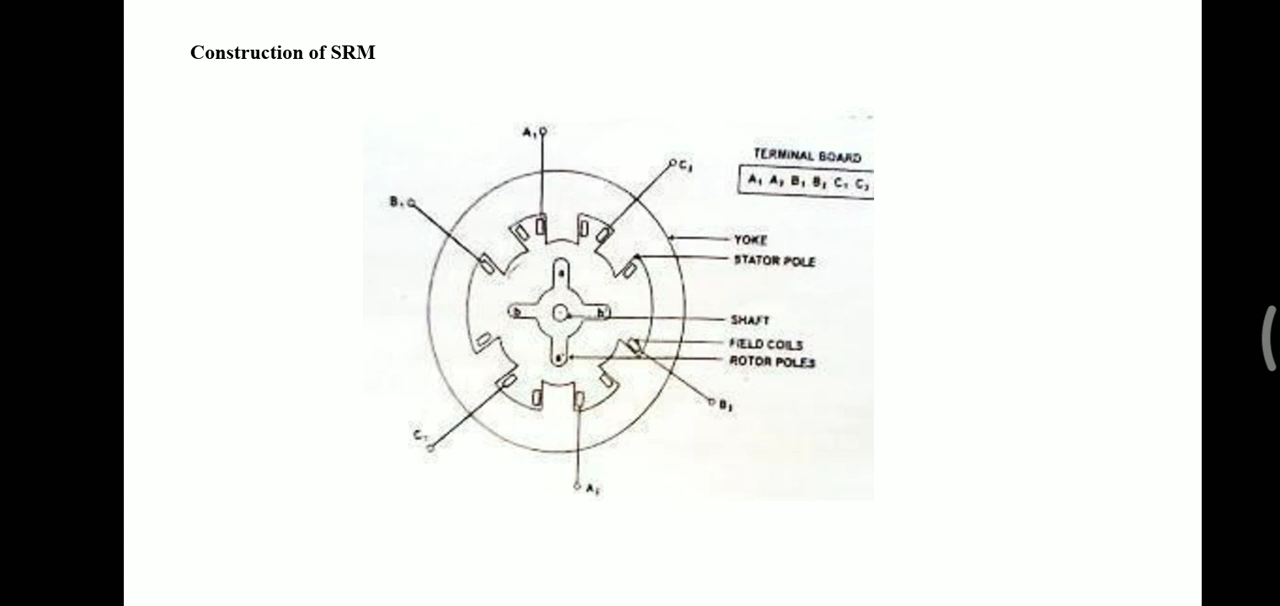 Construction of SRM
A₁
C₂
TERMINAL BOARD
A₁ A₂ B₁ B₂ C₁ C₂
B₁
YOKE
STATOR POLE
a
b
b'
SHAFT
FIELD COILS
a'
ROTOR POLES
B₂
C₁
A₂